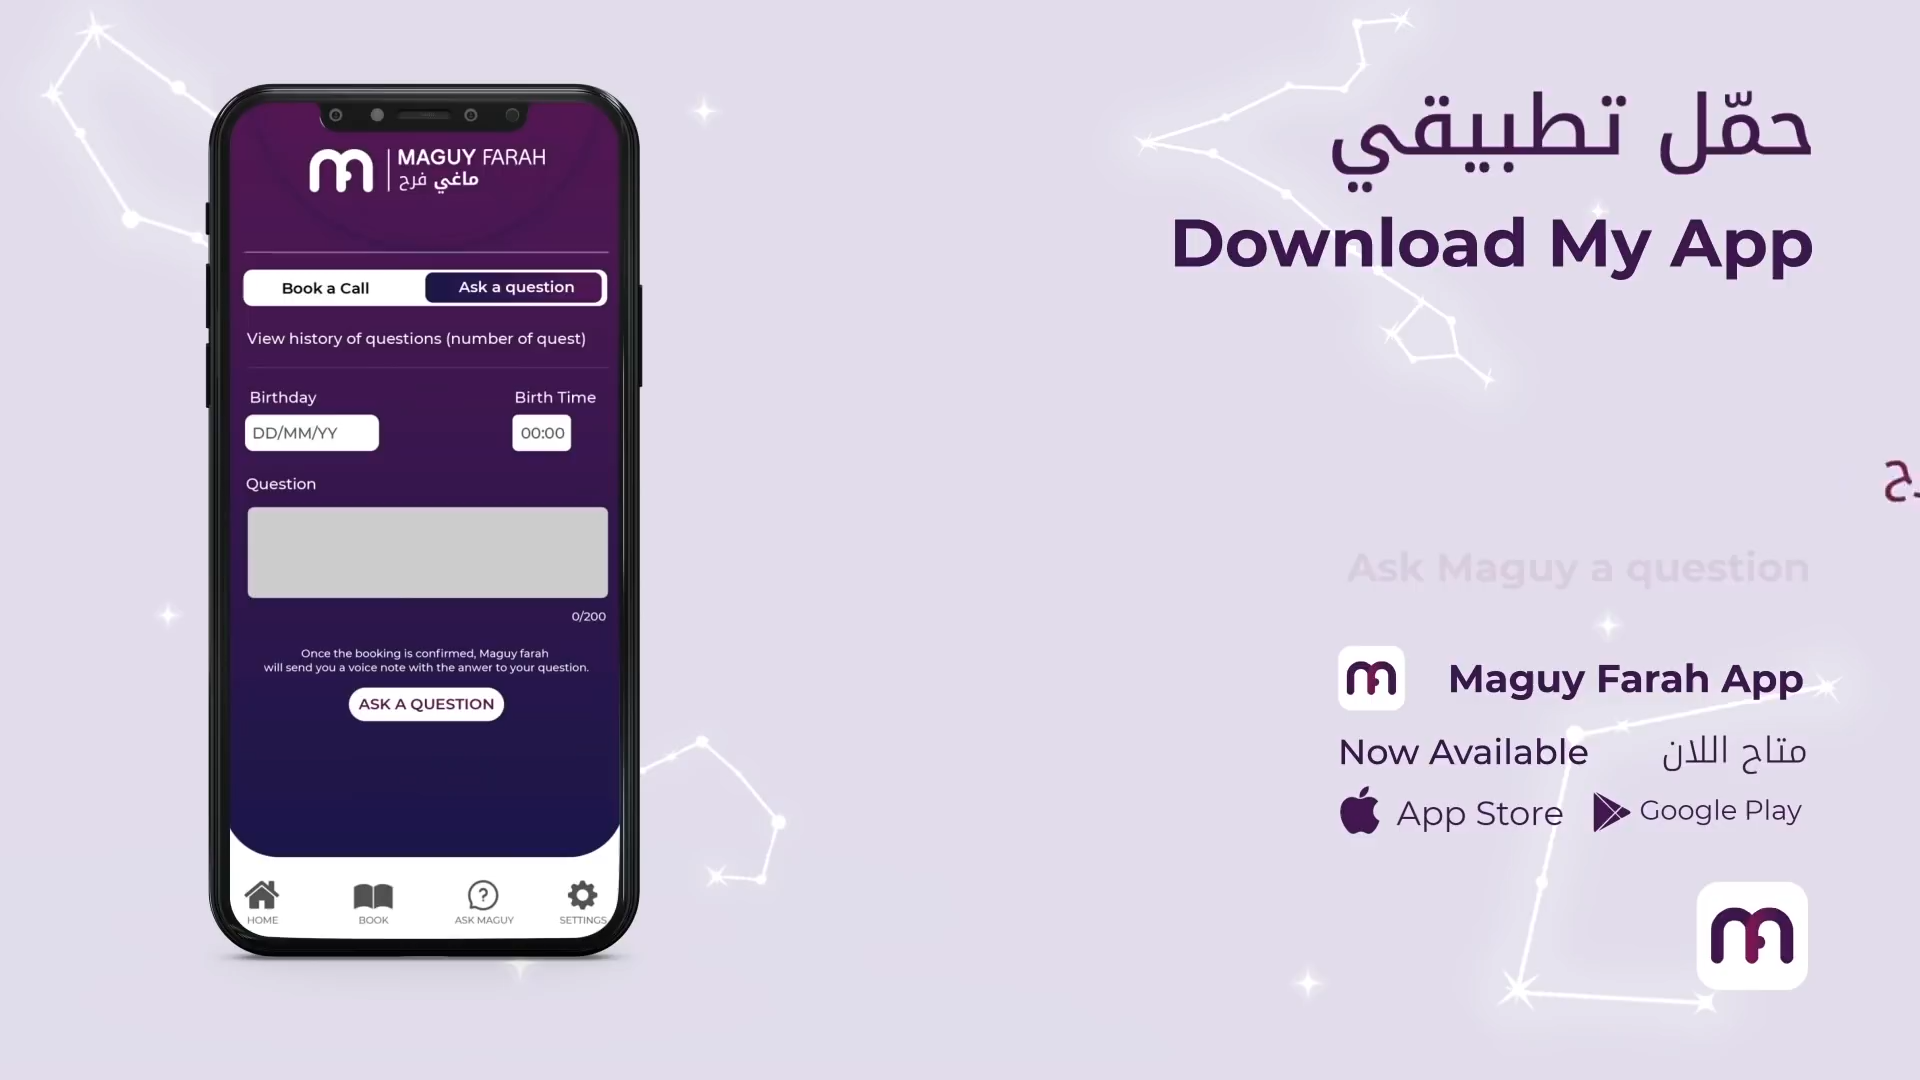 MAGUY FARAH
ماغي فرح
Book a Call
Ask a question
View history of questions (number of quest)
Birthday
Birth Time
DD/MM/YY
00:00
Question
0/200
Once the booking is confirmed, Maguy farah
will send you a voice note with the anwer to your question.
ASK A QUESTION
HOME
BOOK
ASK MAGUY
SETTINGS
حمّل تطبيقي
Download My App
Ask Maguy a question
Maguy Farah App
Now Available
متاح اللان
App Store
Google Play